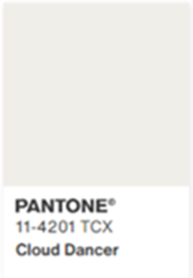 PANTONE®
11-4201 TCX
Cloud Dancer